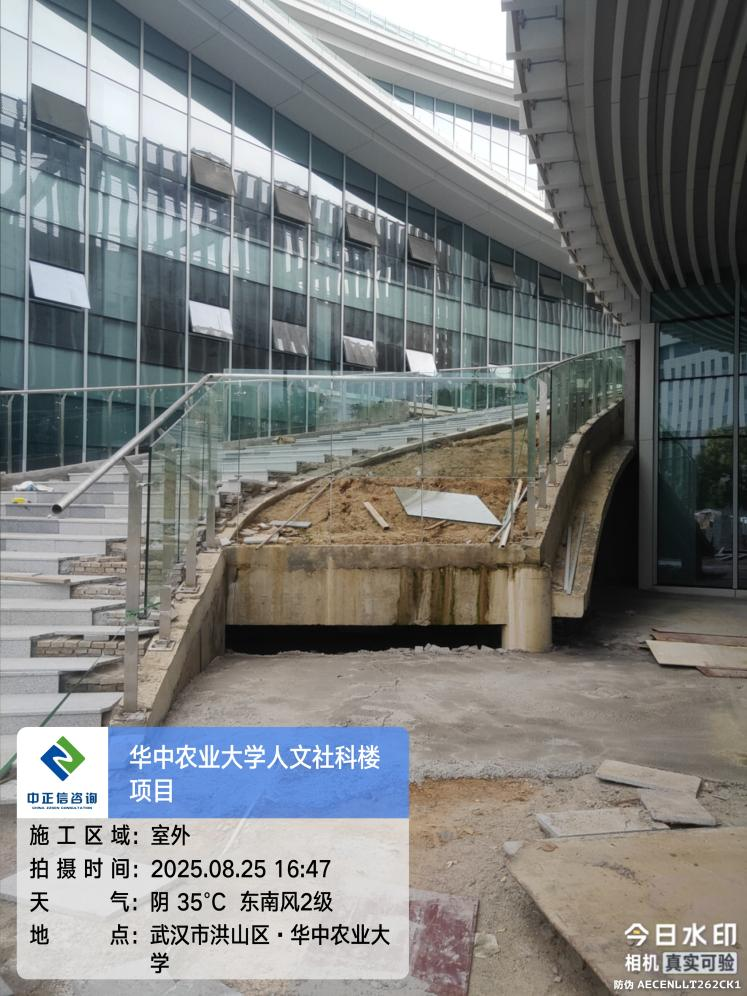 华中农业大学人文社科楼
项目
中正信咨询
CHINA ZZXIN CONSULTATION
施工区域：室外
拍摄时间：2025.08.25 16:47
天气：阴 35℃ 东南风2级
地点：武汉市洪山区·华中农业大
学
今日水印
相机 真实可验
防伪 AECENLLT262CK1